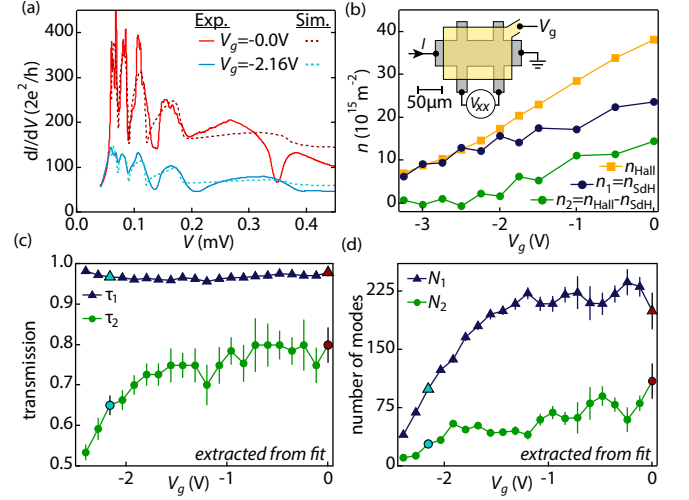 (a)
Exp. Sim.
Vg=-0.0V
Vg=-2.16V
dI/dV (2e²/h)
400
300
200
100
0
0.0 0.1 0.2 0.3 0.4
V (mV)
(b)
I
Vg
Vxx
50μm
n (10¹⁵ m⁻²)
40
30
20
10
0
nHall
n₁=nSdH
n₂=nHall-nSdH,
-3 -2 -1 0
Vg (V)
(c)
transmission
1.0
0.9
0.8
0.7
0.6
0.5
τ₁
τ₂
extracted from fit
-2 -1 0
Vg (V)
(d)
number of modes
225
150
75
0
N₁
N₂
extracted from fit
-2 -1 0
Vg (V)